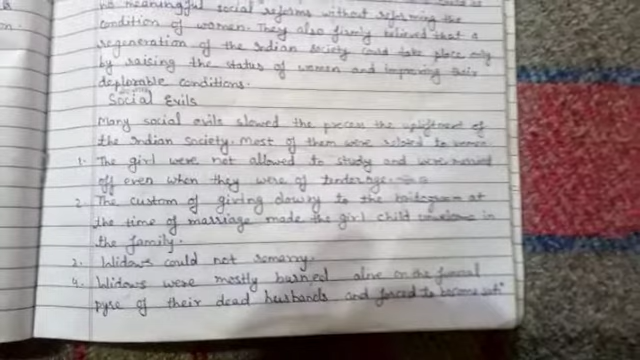 no meaningful social reforms without reforming the
condition of women. They also firmly believed that a
regeneration of the Indian society could take place only
by raising the status of women and improving their
deplorable conditions.
Social Evils
Many social evils slowed the process the upliftment of
the Indian society. Most of them were related to women.
1. The girl were not allowed to study and were married
off even when they were of tender age.
2. The custom of giving dowry to the bridegroom at
the time of marriage made the girl child in
the family.
3. Widows could not remarry.
4. Widows were mostly burned alive on the funeral
pyre of their dead husbands and forced to become sati